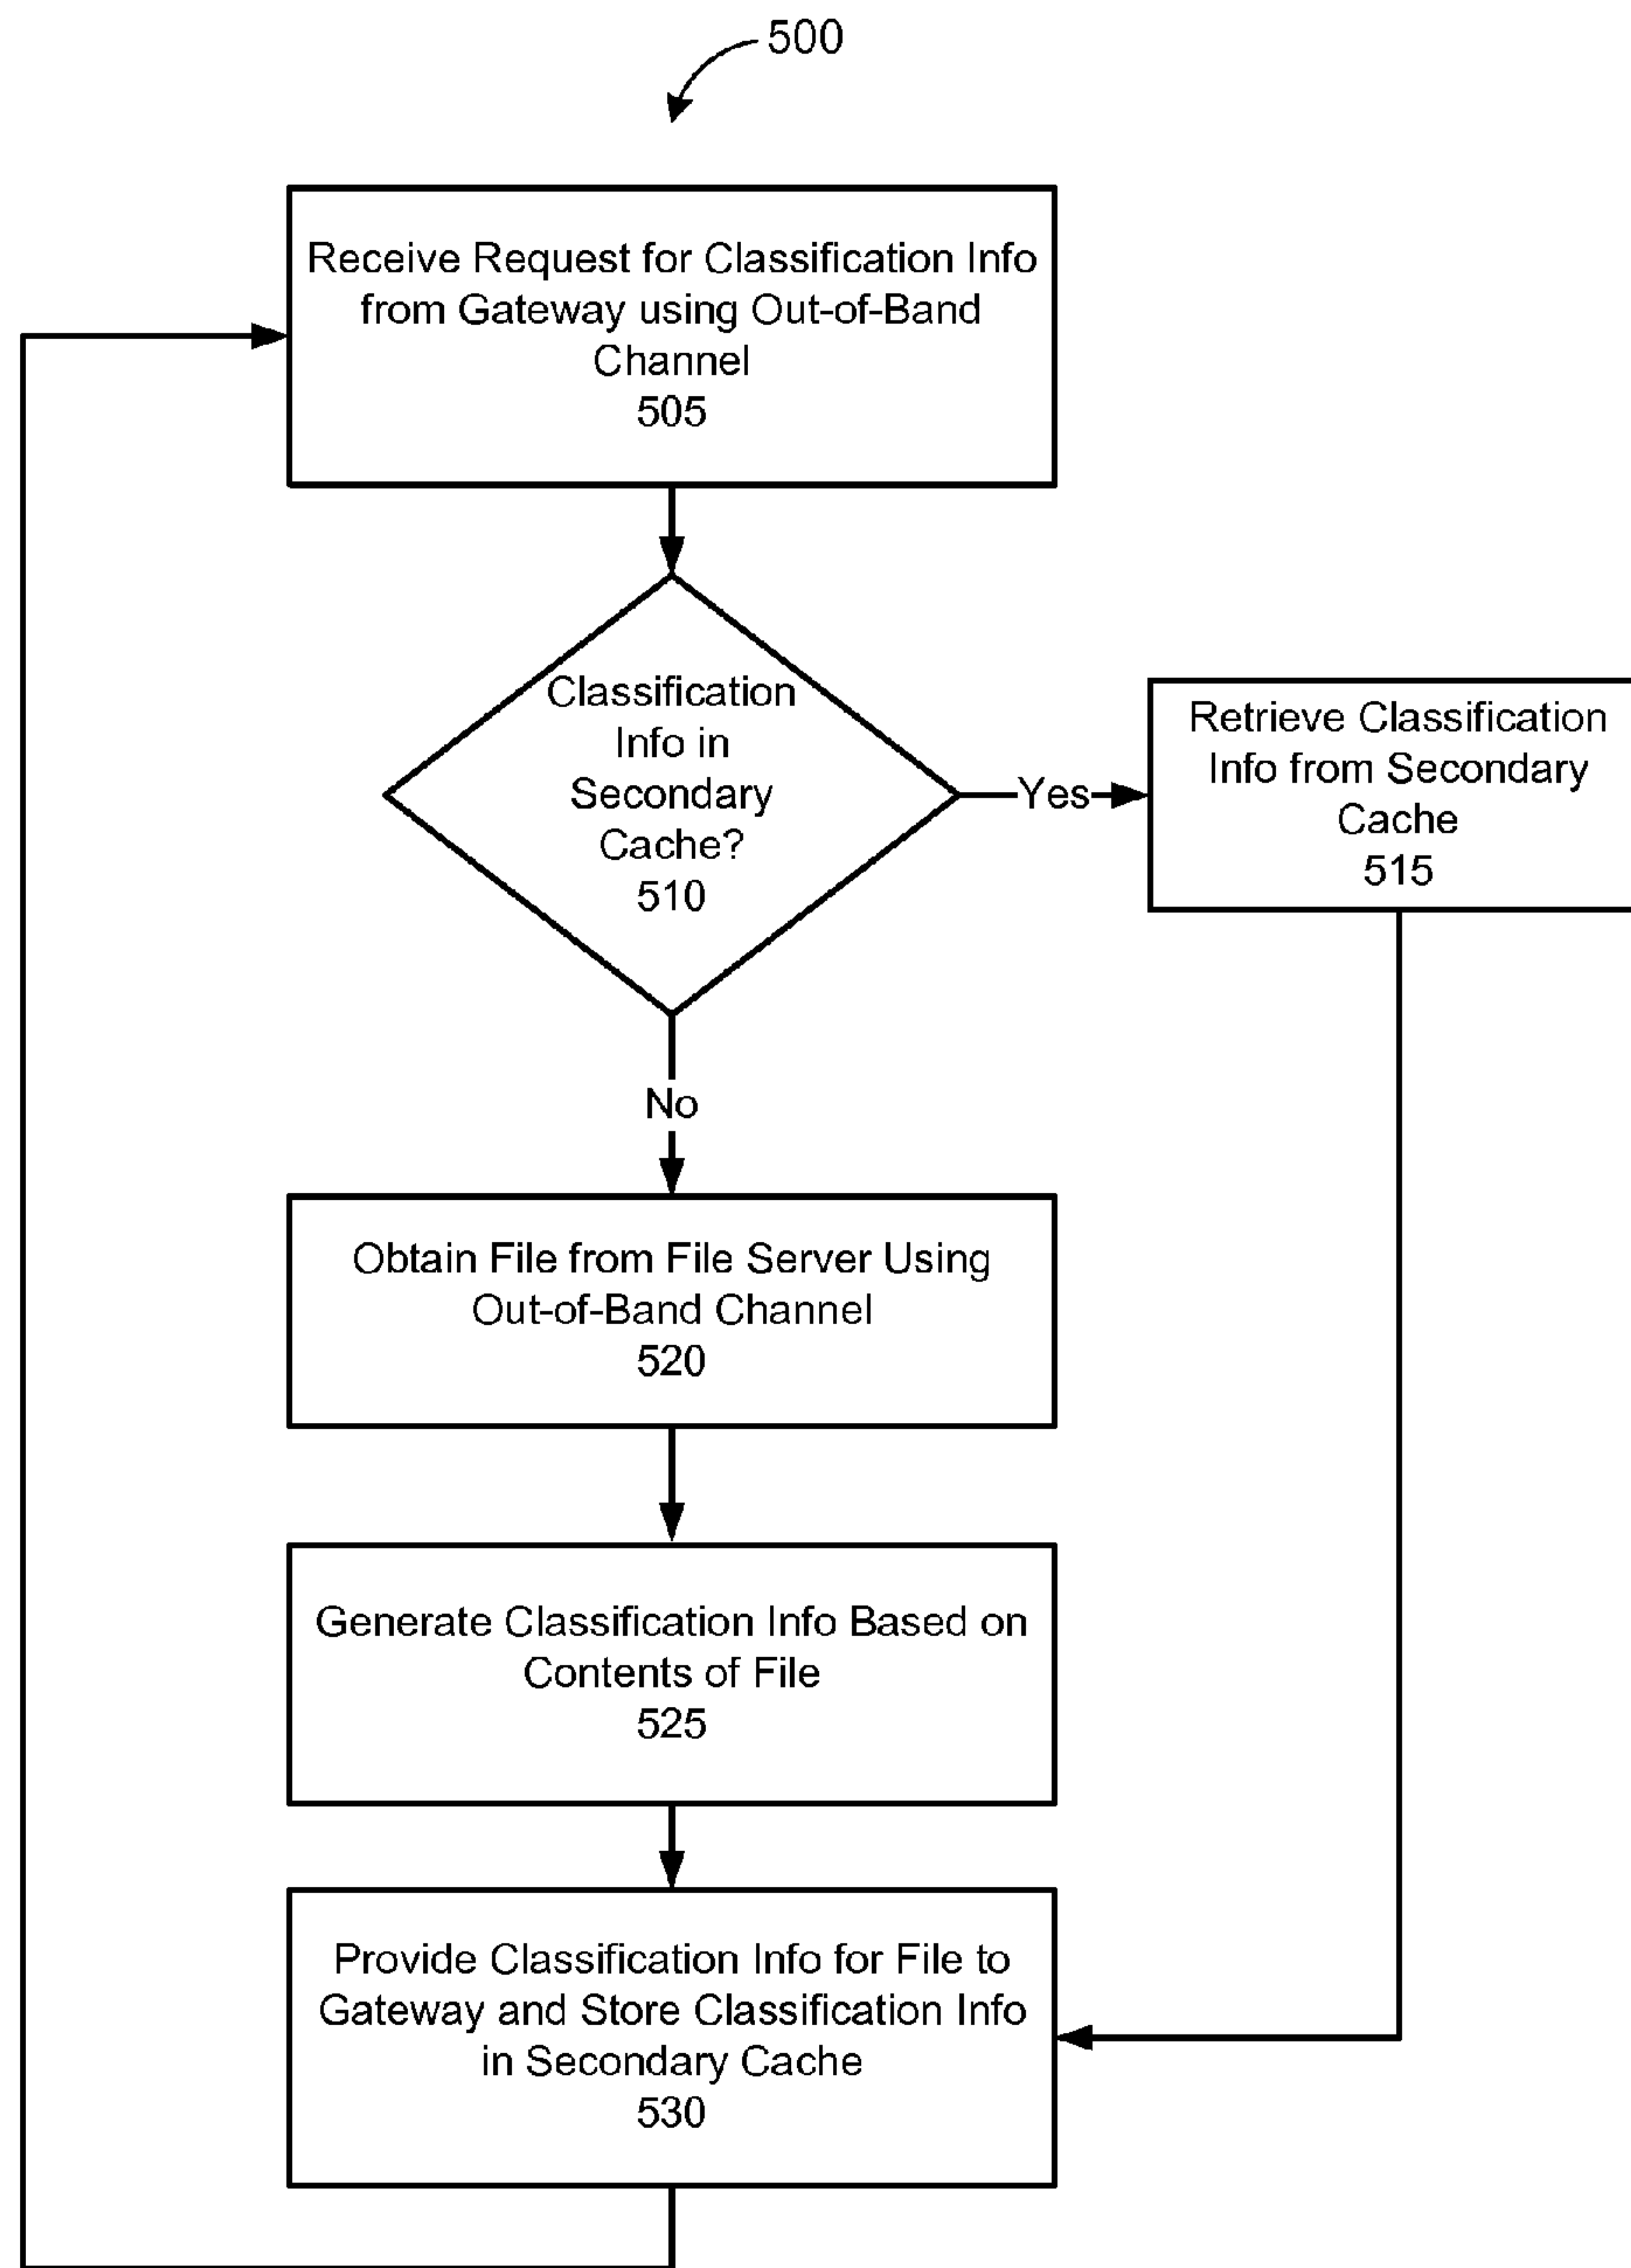 500
Receive Request for Classification Info
from Gateway using Out-of-Band
Channel
505
Classification
Info in
Secondary
Cache?
510
Yes
Retrieve Classification
Info from Secondary
Cache
515
No
Obtain File from File Server Using
Out-of-Band Channel
520
Generate Classification Info Based on
Contents of File
525
Provide Classification Info for File to
Gateway and Store Classification Info
in Secondary Cache
530